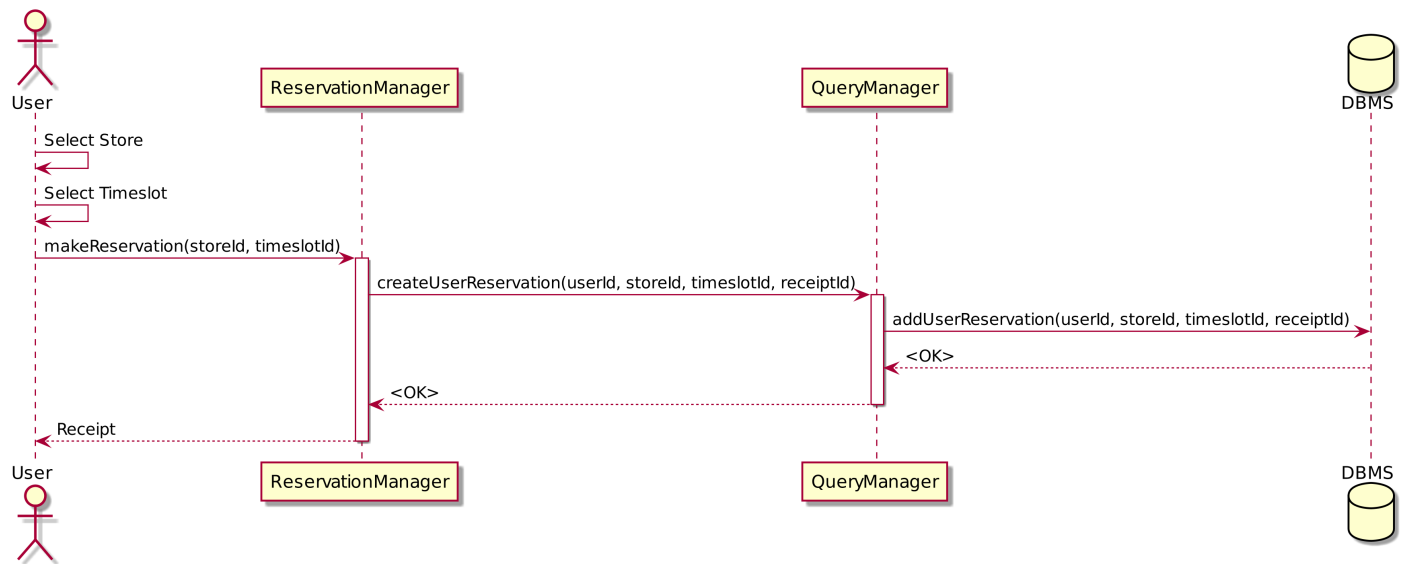 User
ReservationManager
QueryManager
DBMS
Select Store
Select Timeslot
makeReservation(storeId, timeslotId)
createUserReservation(userId, storeId, timeslotId, receiptId)
addUserReservation(userId, storeId, timeslotId, receiptId)
<OK>
<OK>
Receipt
User
ReservationManager
QueryManager
DBMS